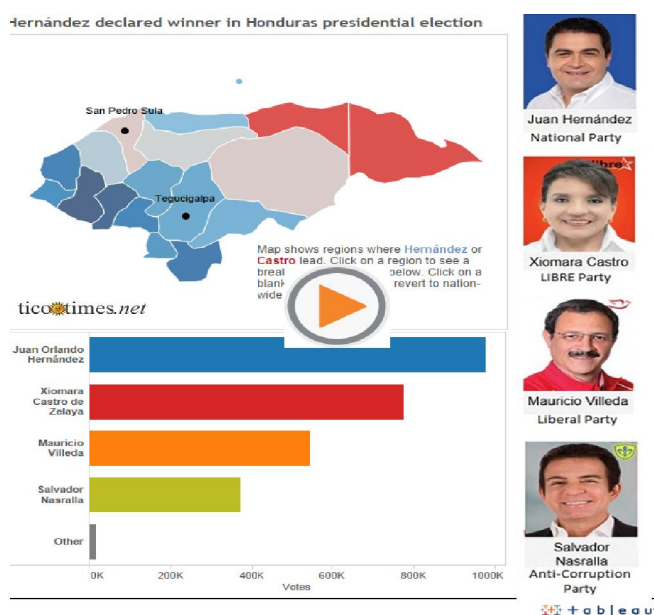 Hernández declared winner in Honduras presidential election
San Pedro Sula
Tegucigalpa
Map shows regions where Hernández or
Castro lead. Click on a region to see a
below. Click on a
revert to nation-
wide
ticotimes.net
Juan Orlando
Hernández
Xiomara
Castro de
Zelaya
Mauricio
Villeda
Salvador
Nasralla
Other
0K 200K 400K 600K 800K 1000K
Votes
Juan Hernández
National Party
libre
Xiomara Castro
LIBRE Party
Mauricio Villeda
Liberal Party
Salvador
Nasralla
Anti-Corruption
Party
+ableau